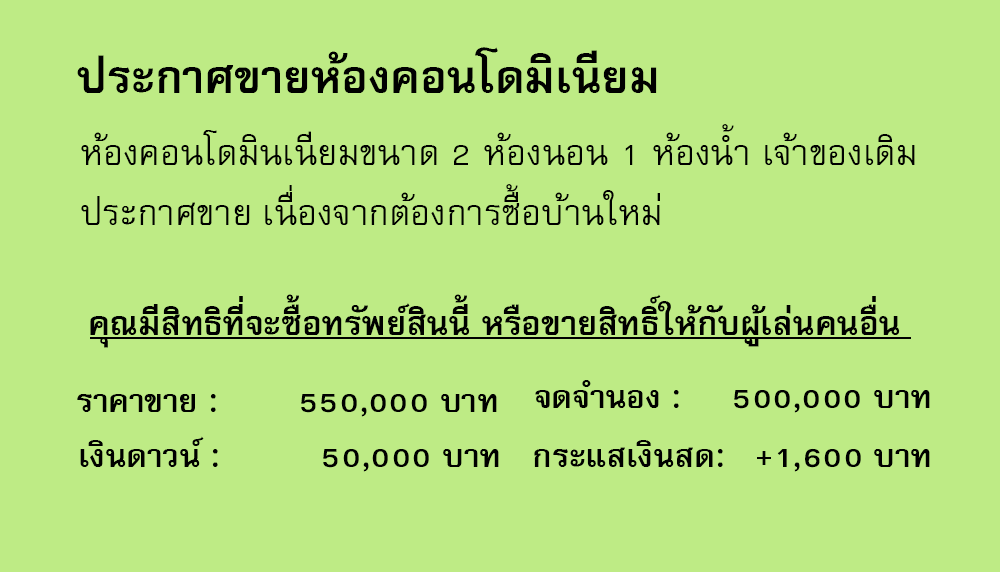 ประกาศขายห้องคอนโดมิเนียม
ห้องคอนโดมินเนียมขนาด 2 ห้องนอน 1 ห้องน้ำ เจ้าของเดิม
ประกาศขาย เนื่องจากต้องการซื้อบ้านใหม่
คุณมีสิทธิที่จะซื้อทรัพย์สินนี้ หรือขายสิทธิ์ให้กับผู้เล่นคนอื่น
ราคาขาย : 550,000 บาท จดจำนอง : 500,000 บาท
เงินดาวน์ : 50,000 บาท กระแสเงินสด: +1,600 บาท